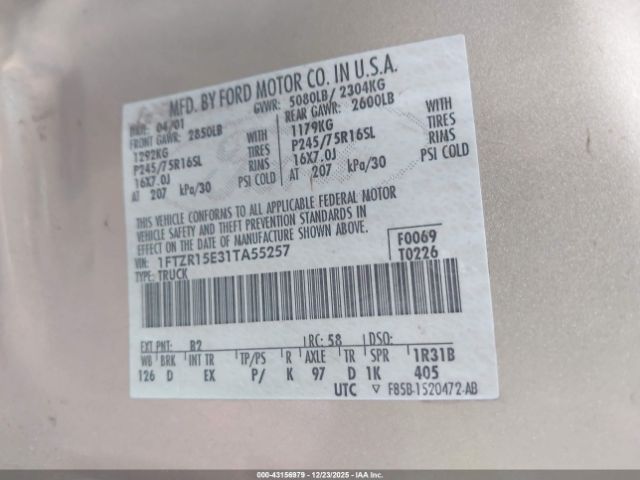 MFD. BY FORD MOTOR CO. IN U.S.A.
DATE: 04/01 GVWR: 5080LB/ 2304KG
FRONT GAWR: 2850LB REAR GAWR: 2600LB
1292KG WITH 1179KG WITH
P245/75R16SL TIRES P245/75R16SL TIRES
16X7.0J RIMS 16X7.0J RIMS
AT 207 kPa/30 PSI COLD AT 207 kPa/30 PSI COLD
THIS VEHICLE CONFORMS TO ALL APPLICABLE FEDERAL MOTOR
VEHICLE SAFETY AND THEFT PREVENTION STANDARDS IN
EFFECT ON THE DATE OF MANUFACTURE SHOWN ABOVE.
VIN: 1FTZR15E31TA55257 F0069
TYPE: TRUCK T0226
EXT PNT: B2 RC: 58 DSO:
WB BRK INT TR TP/PS R AXLE TR SPR 1R31B
126 D EX P/ K 97 D 1K 405
UTC ▽ F85B-1520472-AB
000-43156979 - 12/23/2025 - IAA Inc.